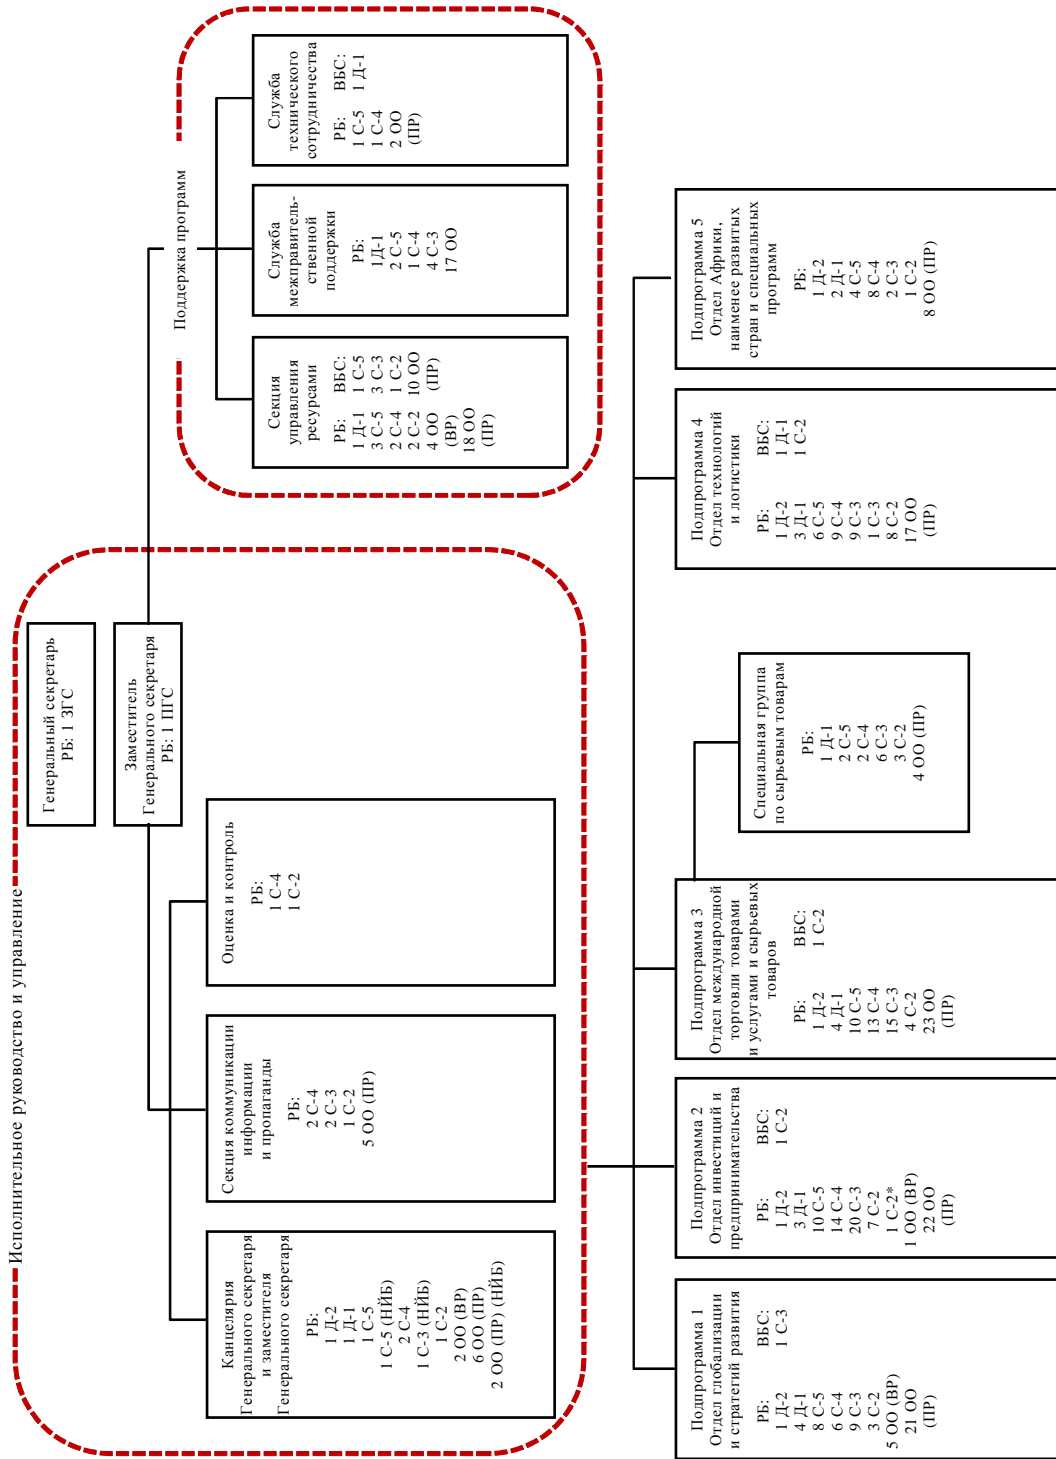 Исполнительное руководство и управление
Генеральный секретарь
РБ: 1 ЗГС
Заместитель
Генерального секретаря
РБ: 1 ПГС
Канцелярия
Генерального секретаря
и заместителя
Генерального секретаря
РБ:
1 Д-2
1 Д-1
1 С-5
1 С-5 (НЙБ)
2 С-4
1 С-3 (НЙБ)
1 С-2
2 ОО (ВР)
6 ОО (ПР)
2 ОО (ПР) (НЙБ)
Секция коммуникации
информации
и пропаганды
РБ:
2 С-4
2 С-3
1 С-2
5 ОО (ПР)
Оценка и контроль
РБ:
1 С-4
1 С-2
Поддержка программ
Секция
управления
ресурсами
РБ: ВБС:
1 Д-1 1 С-5
3 С-5 3 С-3
2 С-4 1 С-2
2 С-2 10 ОО
4 ОО (ПР)
(ВР)
18 ОО
(ПР)
Служба
межправитель-
ственной
поддержки
РБ:
1Д-1
2 С-5
1 С-4
4 С-3
17 ОО
Служба
технического
сотрудничества
РБ: ВБС:
1 С-5 1 Д-1
1 С-4
2 ОО
(ПР)
Подпрограмма 1
Отдел глобализации
и стратегий развития
РБ: ВБС:
1 Д-2 1 С-3
4 Д-1
8 С-5
6 С-4
9 С-3
3 С-2
5 ОО (ВР)
21 ОО
(ПР)
Подпрограмма 2
Отдел инвестиций и
предпринимательства
РБ: ВБС:
1 Д-2 1 С-2
3 Д-1
10 С-5
14 С-4
20 С-3
7 С-2
1 С-2*
1 ОО (ВР)
22 ОО
(ПР)
Подпрограмма 3
Отдел международной
торговли товарами
и услугами и сырьевых
товаров
РБ: ВБС:
1 Д-2 1 С-2
4 Д-1
10 С-5
13 С-4
15 С-3
4 С-2
23 ОО
(ПР)
Специальная группа
по сырьевым товарам
РБ:
1 Д-1
2 С-5
2 С-4
6 С-3
3 С-2
4 ОО (ПР)
Подпрограмма 4
Отдел технологий
и логистики
РБ: ВБС:
1 Д-2 1 Д-1
3 Д-1 1 С-2
6 С-5
9 С-4
9 С-3
1 С-3
8 С-2
17 ОО
(ПР)
Подпрограмма 5
Отдел Африки,
наименее развитых
стран и специальных
программ
РБ:
1 Д-2
2 Д-1
4 С-5
8 С-4
2 С-3
1 С-2
8 ОО (ПР)